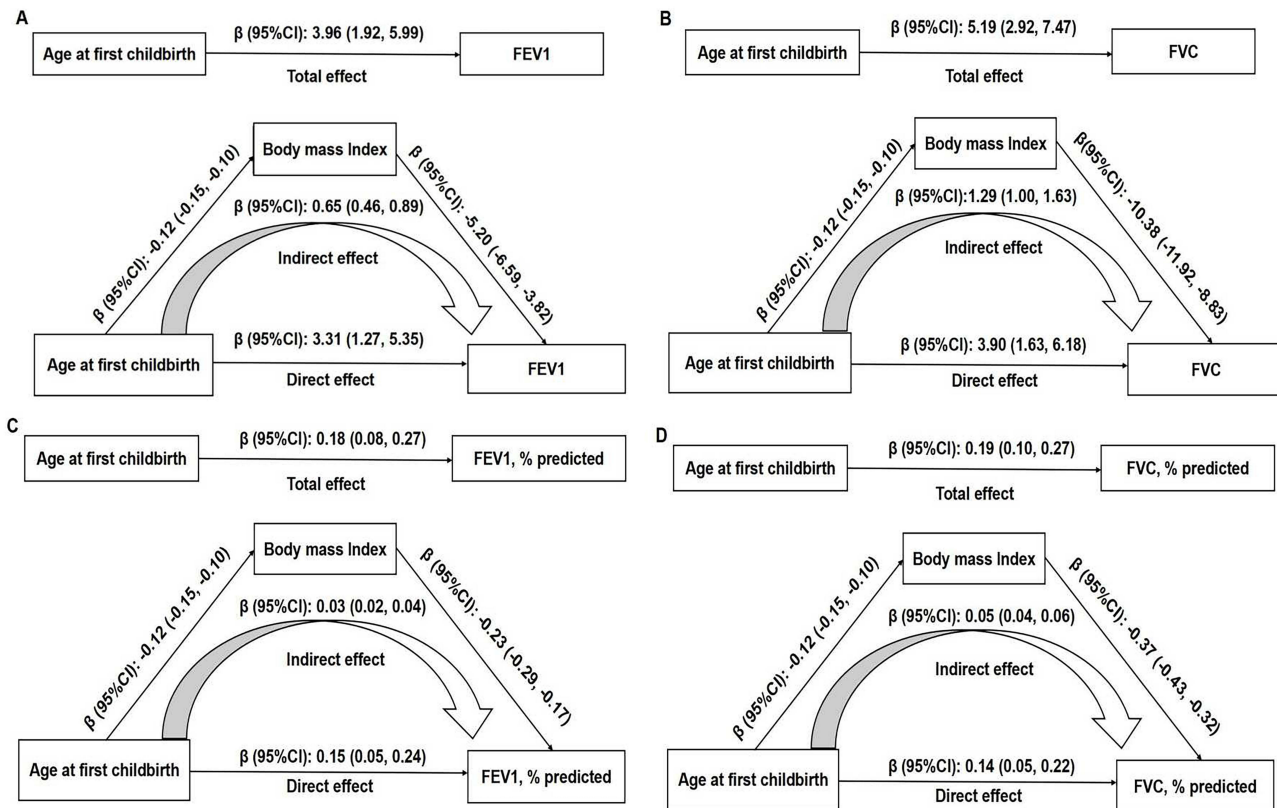 A
β (95%CI): 3.96 (1.92, 5.99)
Age at first childbirth
FEV1
Total effect
Body mass Index
β (95%CI): -0.12 (-0.15, -0.10)
β (95%CI): -5.20 (-6.59, -3.82)
β (95%CI): 0.65 (0.46, 0.89)
Indirect effect
β (95%CI): 3.31 (1.27, 5.35)
Age at first childbirth
FEV1
Direct effect
B
β (95%CI): 5.19 (2.92, 7.47)
Age at first childbirth
FVC
Total effect
Body mass Index
β (95%CI): -0.12 (-0.15, -0.10)
β(95%CI): -10.38 (-11.92, -8.83)
β (95%CI):1.29 (1.00, 1.63)
Indirect effect
β (95%CI): 3.90 (1.63, 6.18)
Age at first childbirth
FVC
Direct effect
C
β (95%CI): 0.18 (0.08, 0.27)
Age at first childbirth
FEV1, % predicted
Total effect
Body mass Index
β (95%CI): -0.12 (-0.15, -0.10)
β (95%CI): -0.23 (-0.29, -0.17)
β (95%CI): 0.03 (0.02, 0.04)
Indirect effect
β (95%CI): 0.15 (0.05, 0.24)
Age at first childbirth
FEV1, % predicted
Direct effect
D
β (95%CI): 0.19 (0.10, 0.27)
Age at first childbirth
FVC, % predicted
Total effect
Body mass Index
β (95%CI): -0.12 (-0.15, -0.10)
β (95%CI): -0.37 (-0.43, -0.32)
β (95%CI): 0.05 (0.04, 0.06)
Indirect effect
β (95%CI): 0.14 (0.05, 0.22)
Age at first childbirth
FVC, % predicted
Direct effect